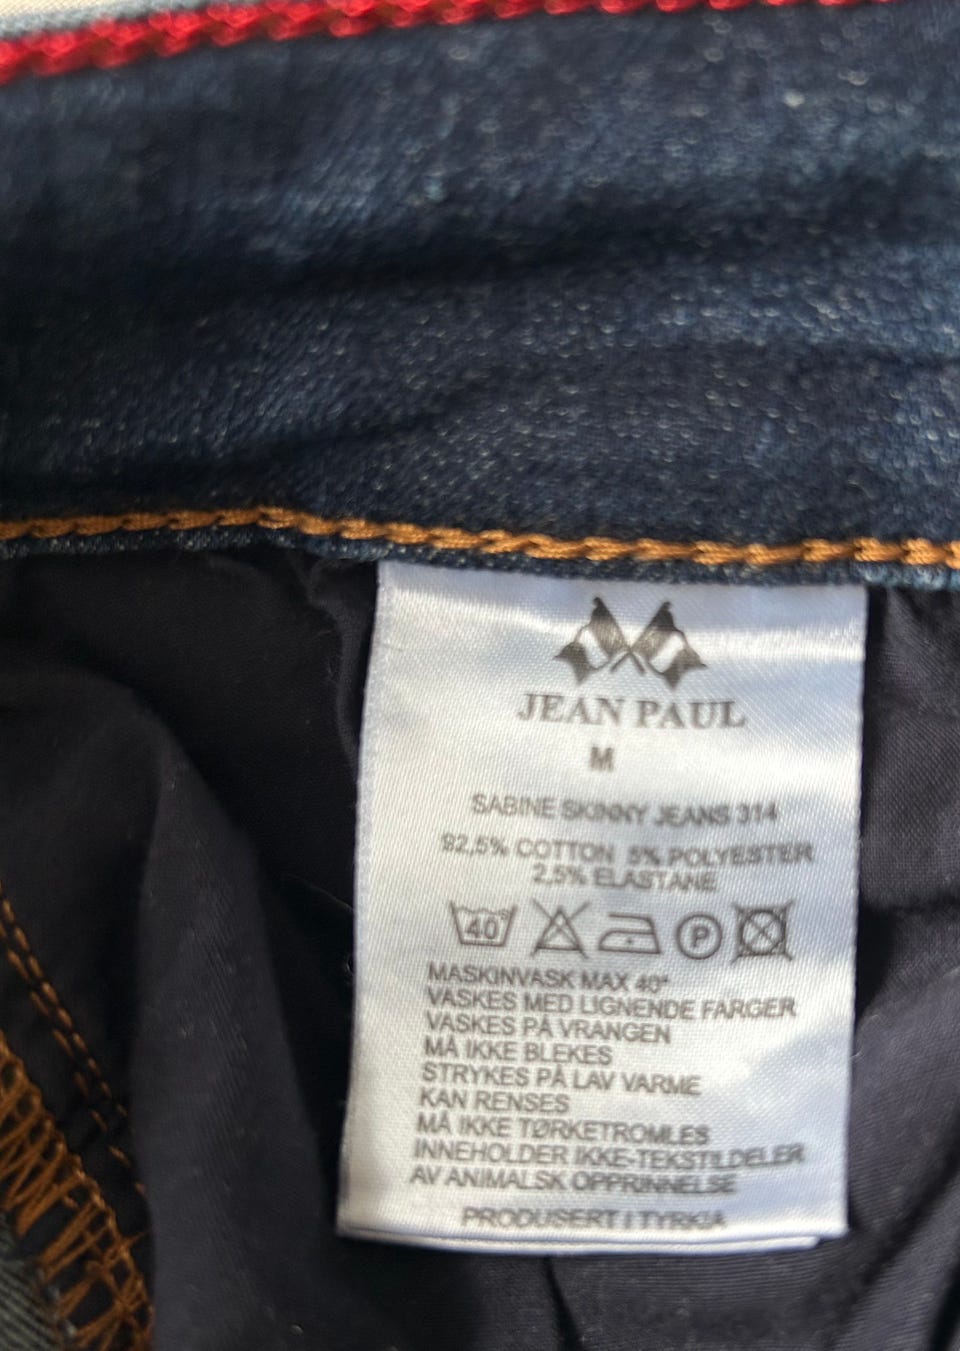 JEAN PAUL
M
SABINE SKINNY JEANS 314
92,5% COTTON 5% POLYESTER
2,5% ELASTANE
40 P
MASKINVASK MAX 40°
VASKES MED LIGNENDE FARGER
VASKES PÅ VRANGEN
MÅ IKKE BLEKES
STRYKES PÅ LAV VARME
KAN RENSES
MÅ IKKE TØRKETROMLES
INNEHOLDER IKKE-TEKSTILDELER
AV ANIMALSK OPPRINNELSE
PRODUSERT I TYRKIA